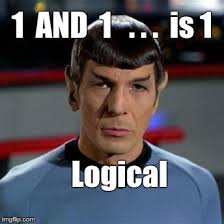 1 AND 1 ... is 1
Logical
imgflip.com